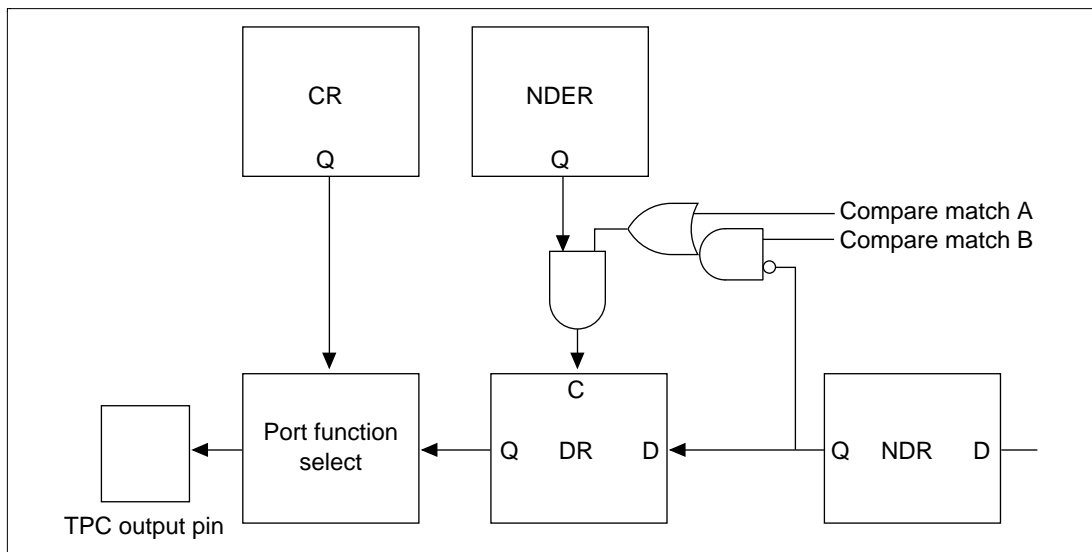 CR
NDER
Q
Q
Compare match A
Compare match B
C
Port function
select
Q
DR
D
Q
NDR
D
TPC output pin